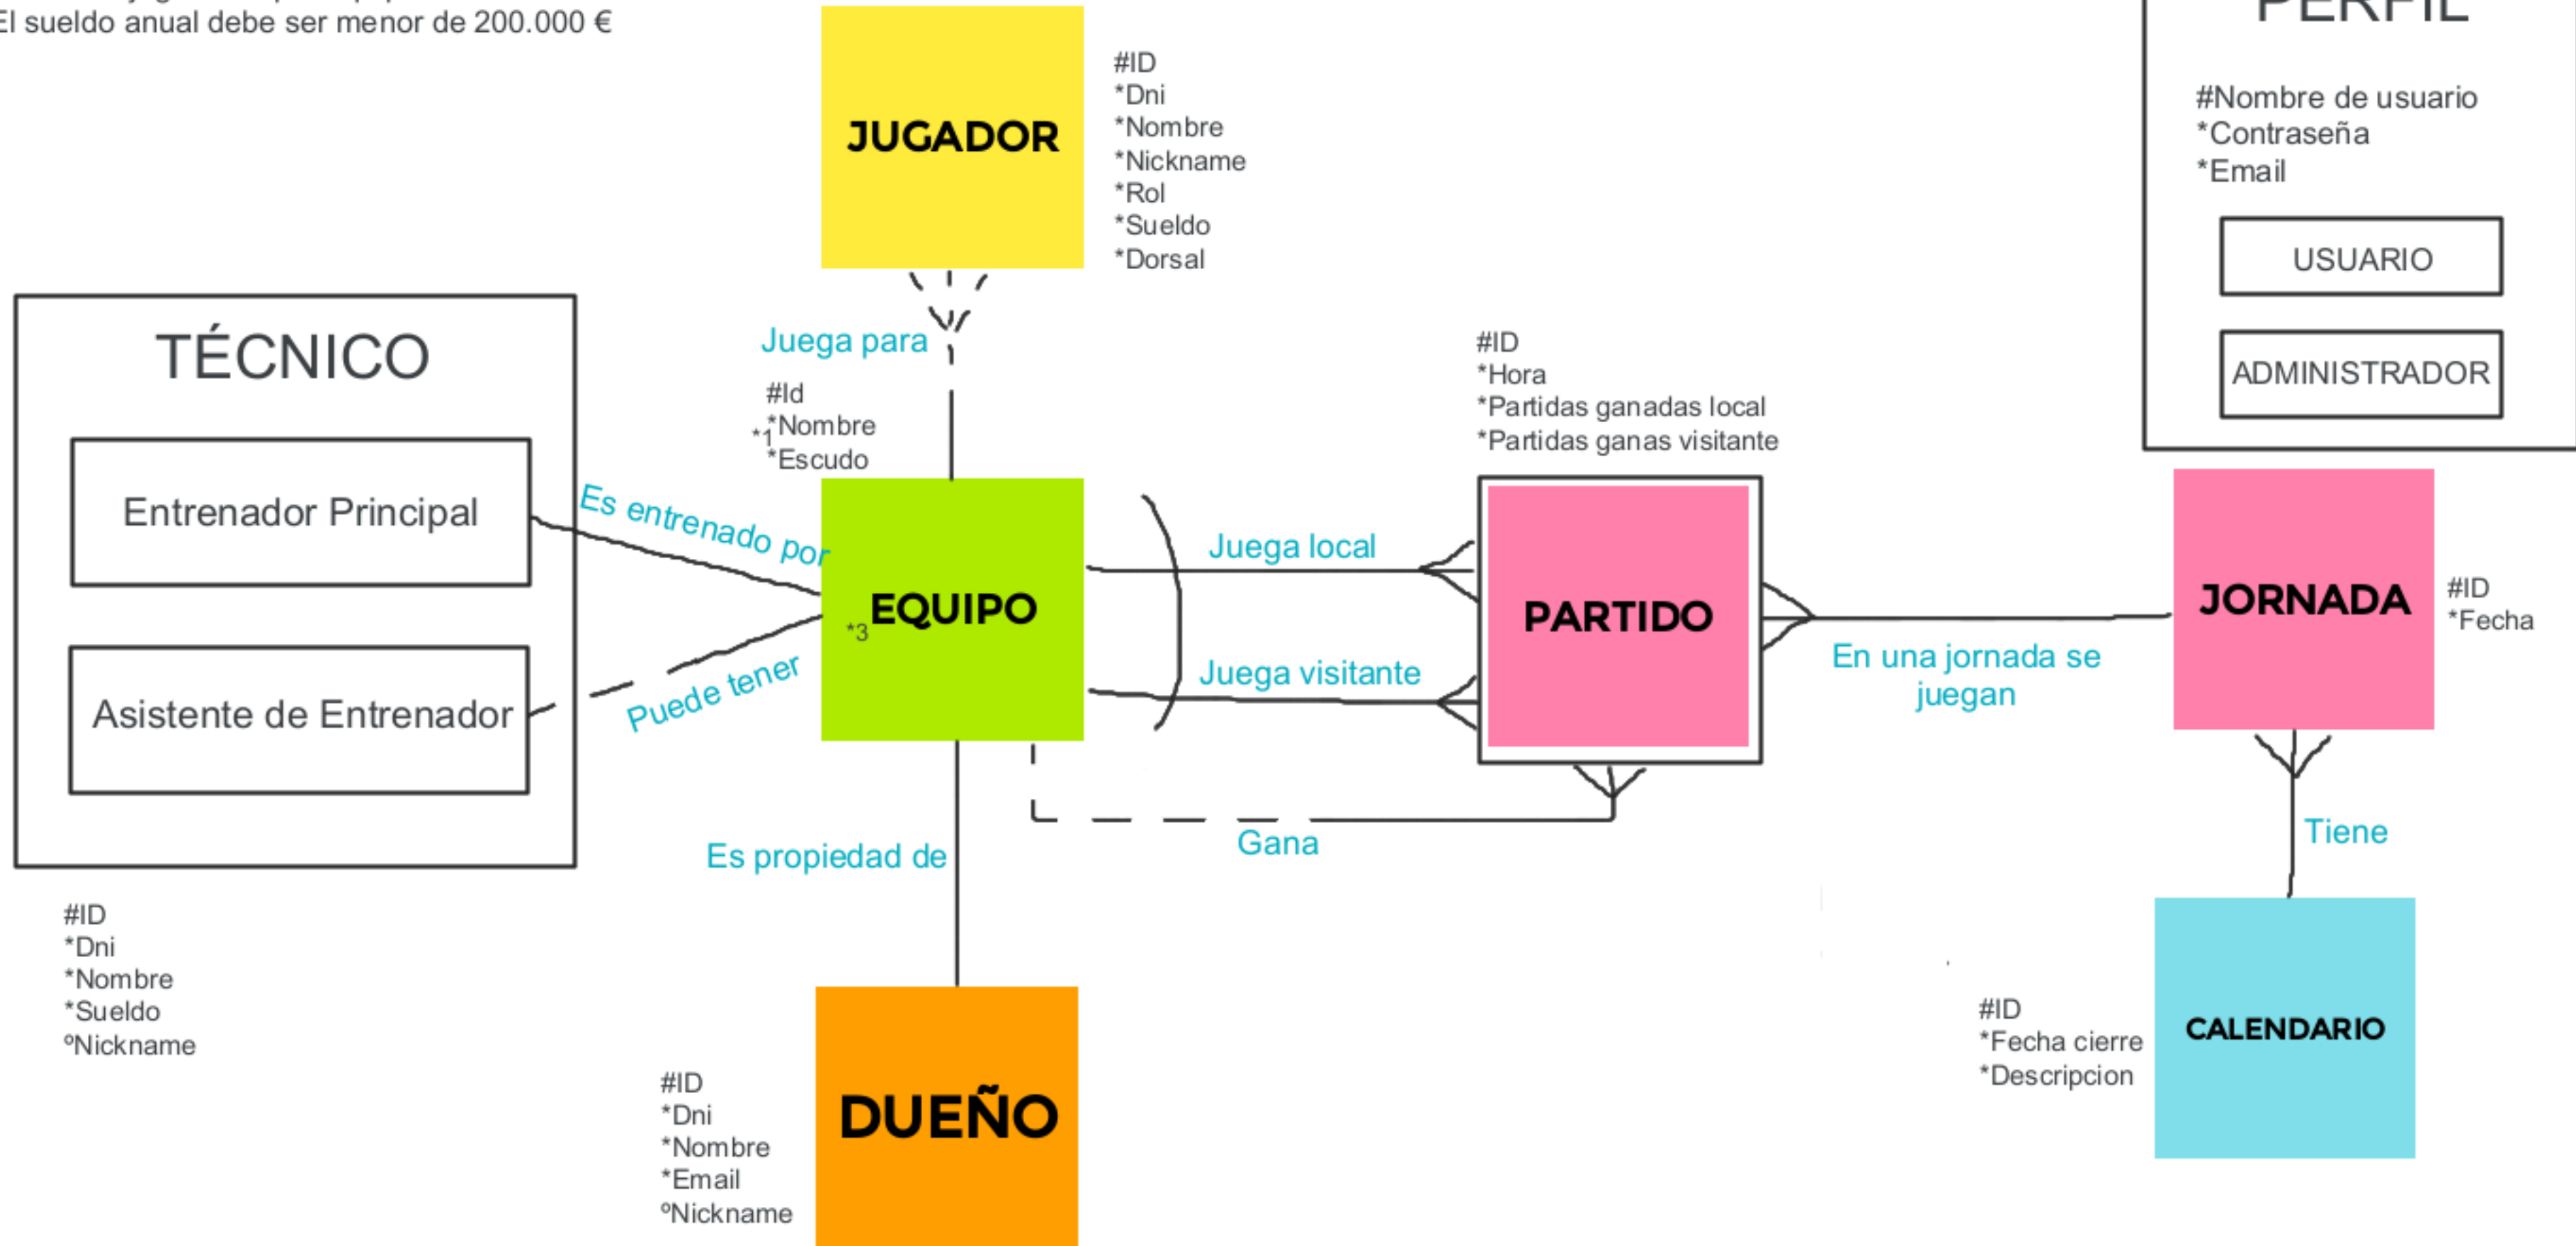 El sueldo anual debe ser menor de 200.000 €
JUGADOR
#ID
*Dni
*Nombre
*Nickname
*Rol
*Sueldo
*Dorsal
PERFIL
#Nombre de usuario
*Contraseña
*Email
USUARIO
ADMINISTRADOR
TÉCNICO
Entrenador Principal
Asistente de Entrenador
#ID
*Dni
*Nombre
*Sueldo
ºNickname
Juega para
#Id
*Nombre
*1
*Escudo
Es entrenado por
Puede tener
*3
EQUIPO
Juega local
Juega visitante
Gana
#ID
*Hora
*Partidas ganadas local
*Partidas ganas visitante
PARTIDO
En una jornada se
juegan
JORNADA
#ID
*Fecha
Tiene
#ID
*Fecha cierre
*Descripcion
CALENDARIO
Es propiedad de
#ID
*Dni
*Nombre
*Email
ºNickname
DUEÑO